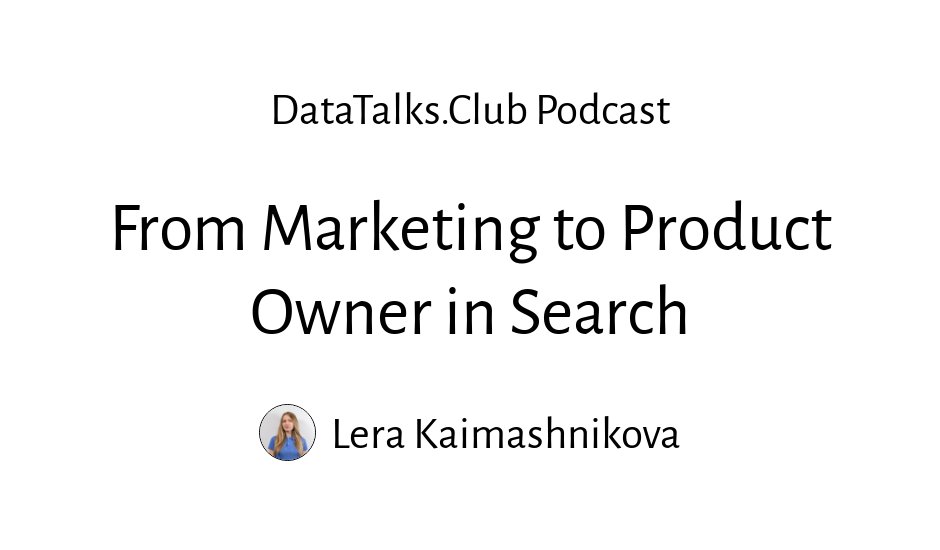 DataTalks.Club Podcast
From Marketing to Product
Owner in Search
Lera Kaimashnikova